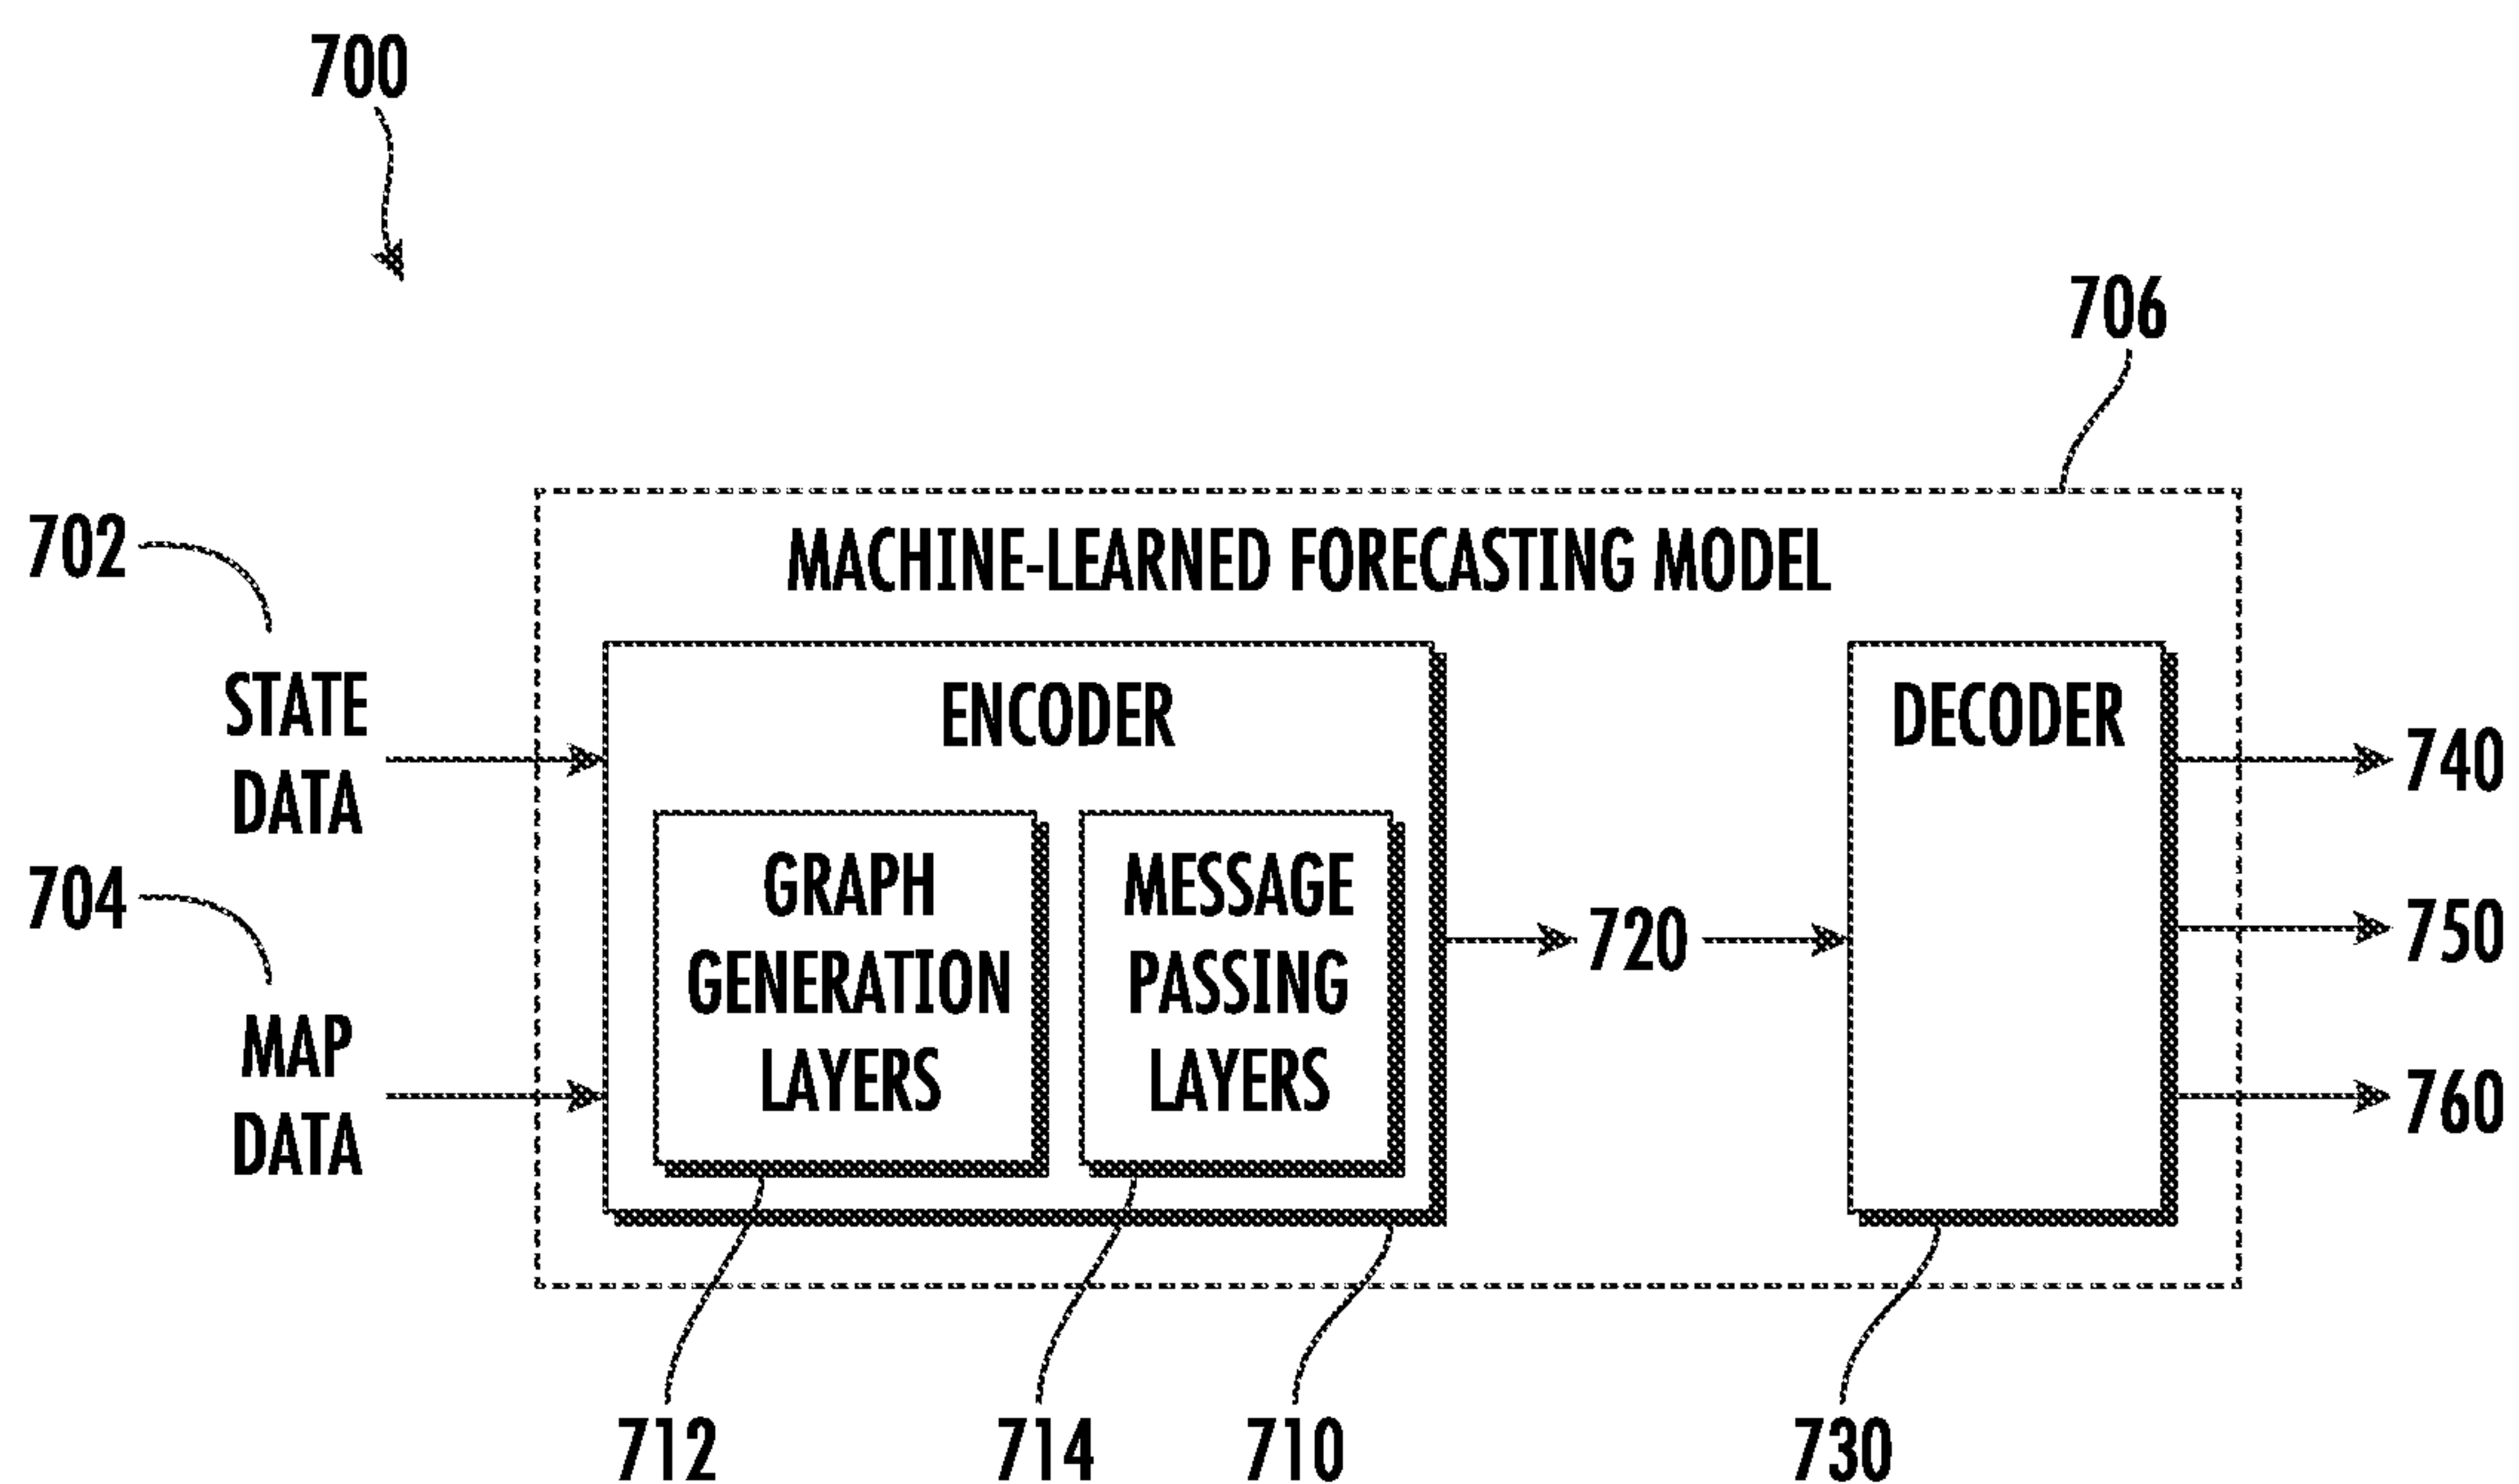 700
706
702
MACHINE-LEARNED FORECASTING MODEL
STATE
DATA
ENCODER
DECODER
740
704
GRAPH
GENERATION
LAYERS
MESSAGE
PASSING
LAYERS
720
750
MAP
DATA
760
712
714
710
730